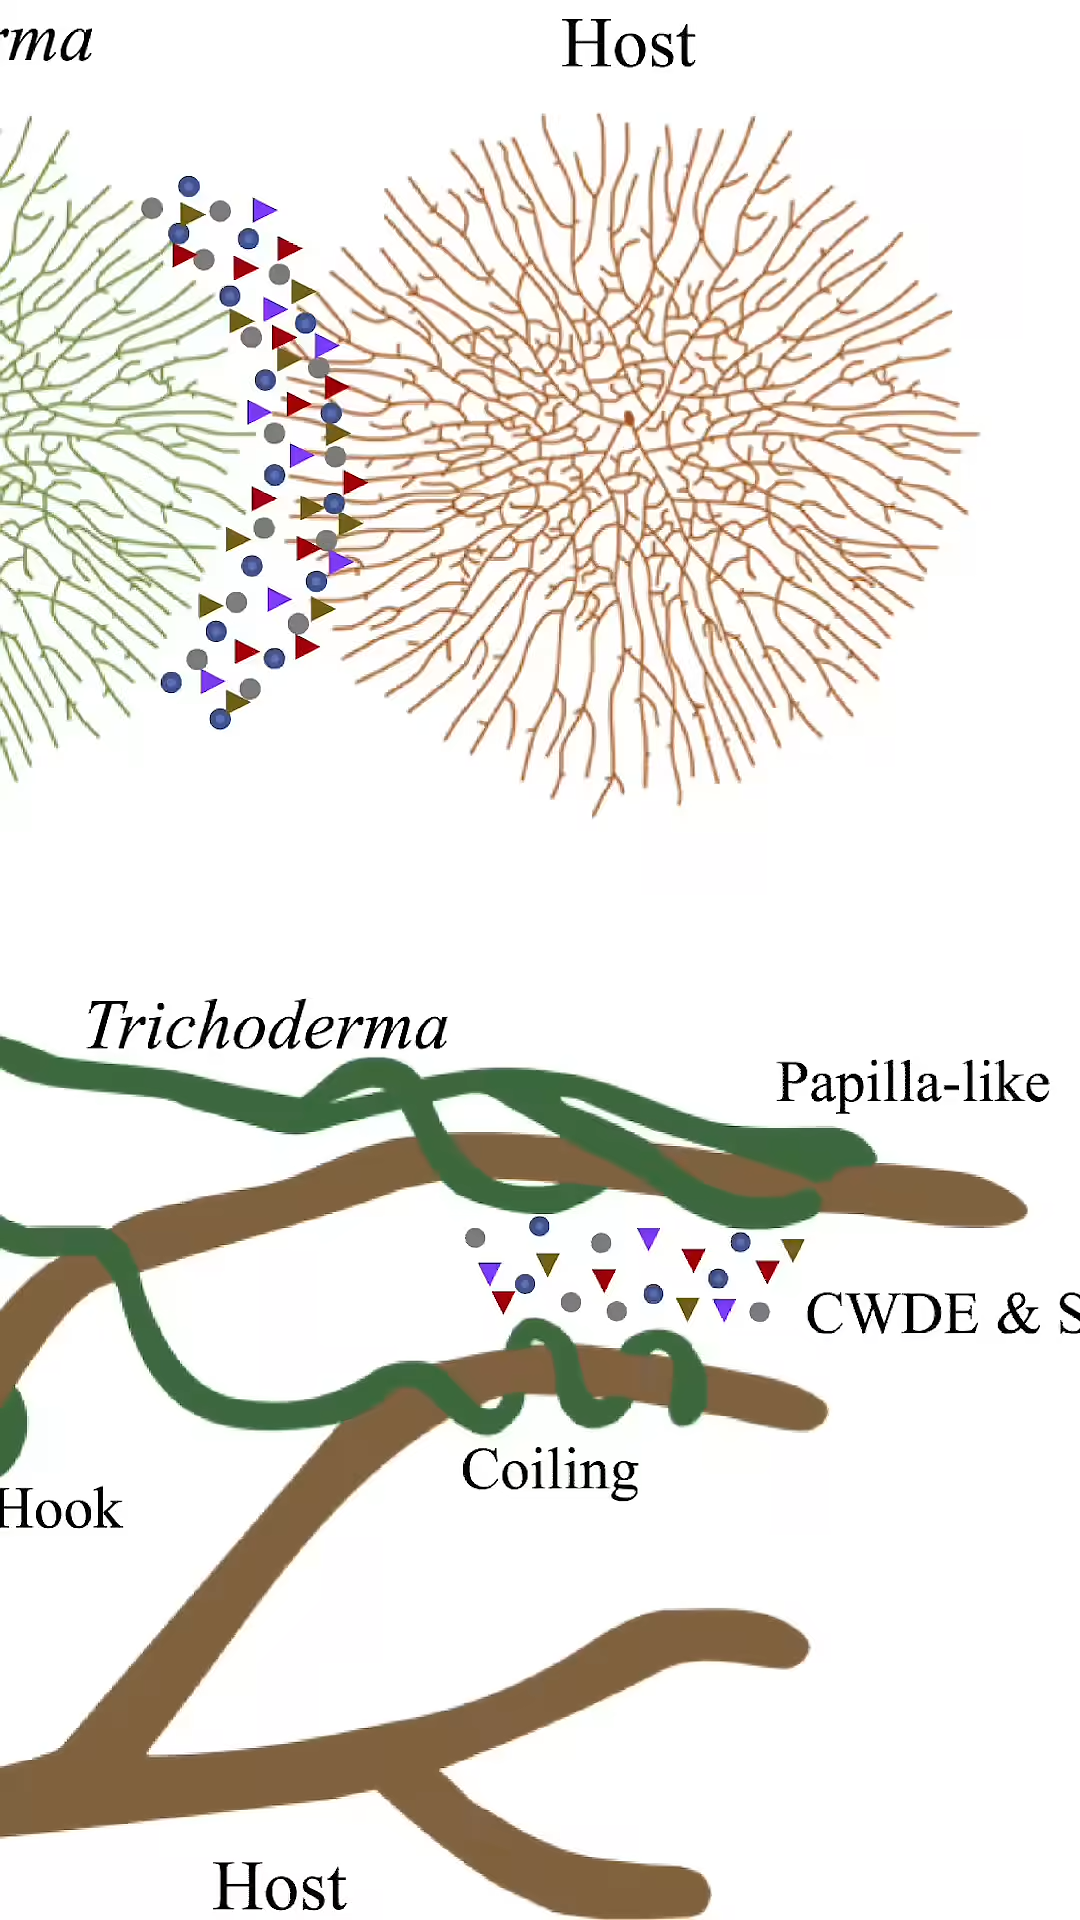 rma
Host
Trichoderma
Papilla-like
CWDE & S
Coiling
Hook
Host